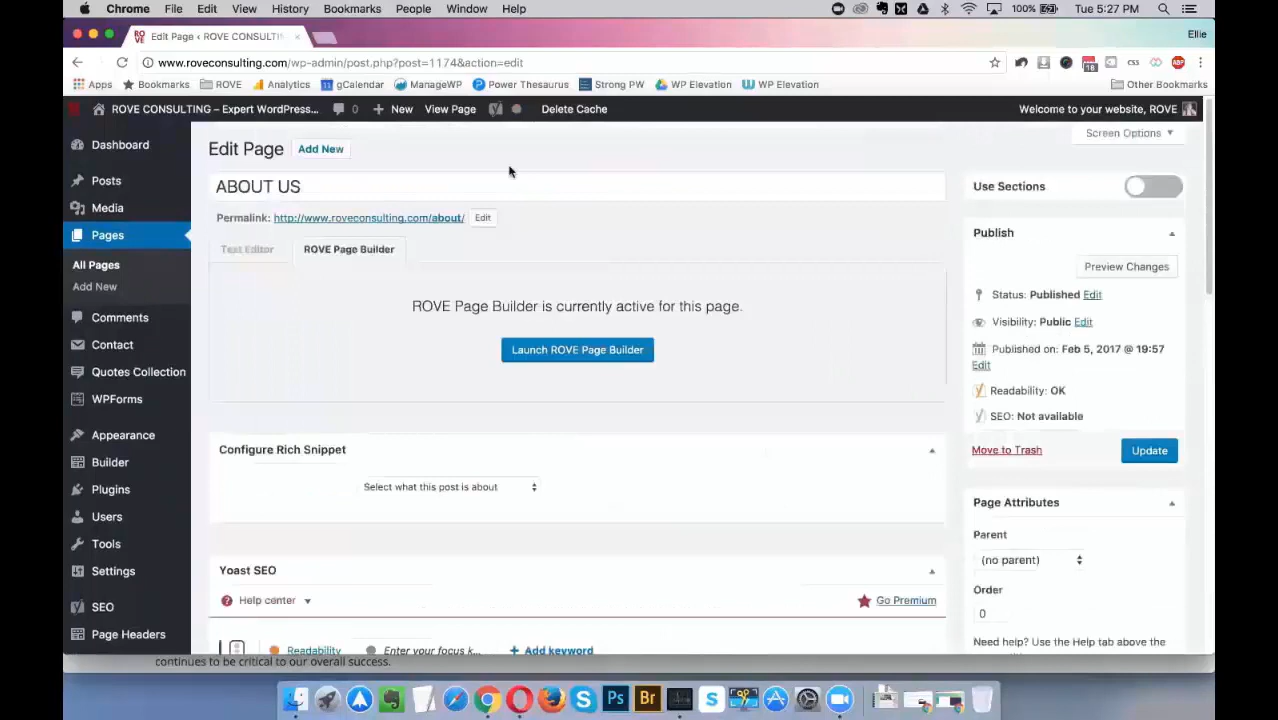 Chrome File Edit View History Bookmarks People Window Help 100% Tue 5:27 PM
Edit Page ‹ ROVE CONSULTIN × Ellie
www.roveconsulting.com/wp-admin/post.php?post=1174&action=edit 18 CSS ABP
Apps Bookmarks ROVE Analytics gCalendar ManageWP Power Thesaurus Strong PW WP Elevation WP Elevation Other Bookmarks
ROVE CONSULTING – Expert WordPress... 0 + New View Page Delete Cache Welcome to your website, ROVE
Screen Options ▼
Dashboard
Posts
Media
Pages
All Pages
Add New
Comments
Contact
Quotes Collection
WPForms
Appearance
Builder
Plugins
Users
Tools
Settings
SEO
Page Headers
Edit Page Add New
ABOUT US
Permalink: http://www.roveconsulting.com/about/ Edit
Text Editor ROVE Page Builder
ROVE Page Builder is currently active for this page.
Launch ROVE Page Builder
Configure Rich Snippet
Select what this post is about
Yoast SEO
Help center ▼ Go Premium
Readability Enter your focus k... + Add keyword
Use Sections
Publish
Preview Changes
Status: Published Edit
Visibility: Public Edit
Published on: Feb 5, 2017 @ 19:57
Edit
Readability: OK
SEO: Not available
Move to Trash Update
Page Attributes
Parent
(no parent)
Order
0
Need help? Use the Help tab above the
continues to be critical to our overall success.
Ps Br